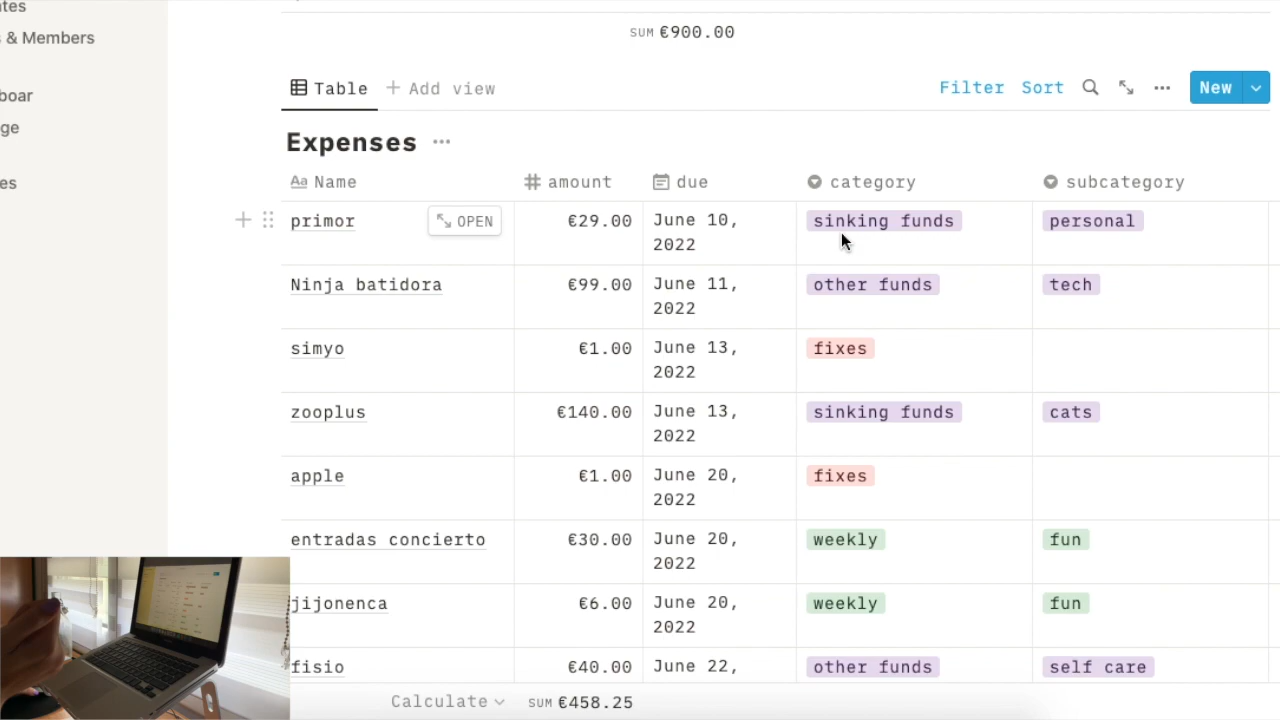 ates
s & Members
boar
ge
es
SUM €900.00
Table + Add view
Filter Sort New
Expenses
Aa Name # amount due category subcategory
primor OPEN €29.00 June 10, 2022 sinking funds personal
Ninja batidora €99.00 June 11, 2022 other funds tech
simyo €1.00 June 13, 2022 fixes
zooplus €140.00 June 13, 2022 sinking funds cats
apple €1.00 June 20, 2022 fixes
entradas concierto €30.00 June 20, 2022 weekly fun
jijonenca €6.00 June 20, 2022 weekly fun
fisio €40.00 June 22, other funds self care
Calculate SUM €458.25